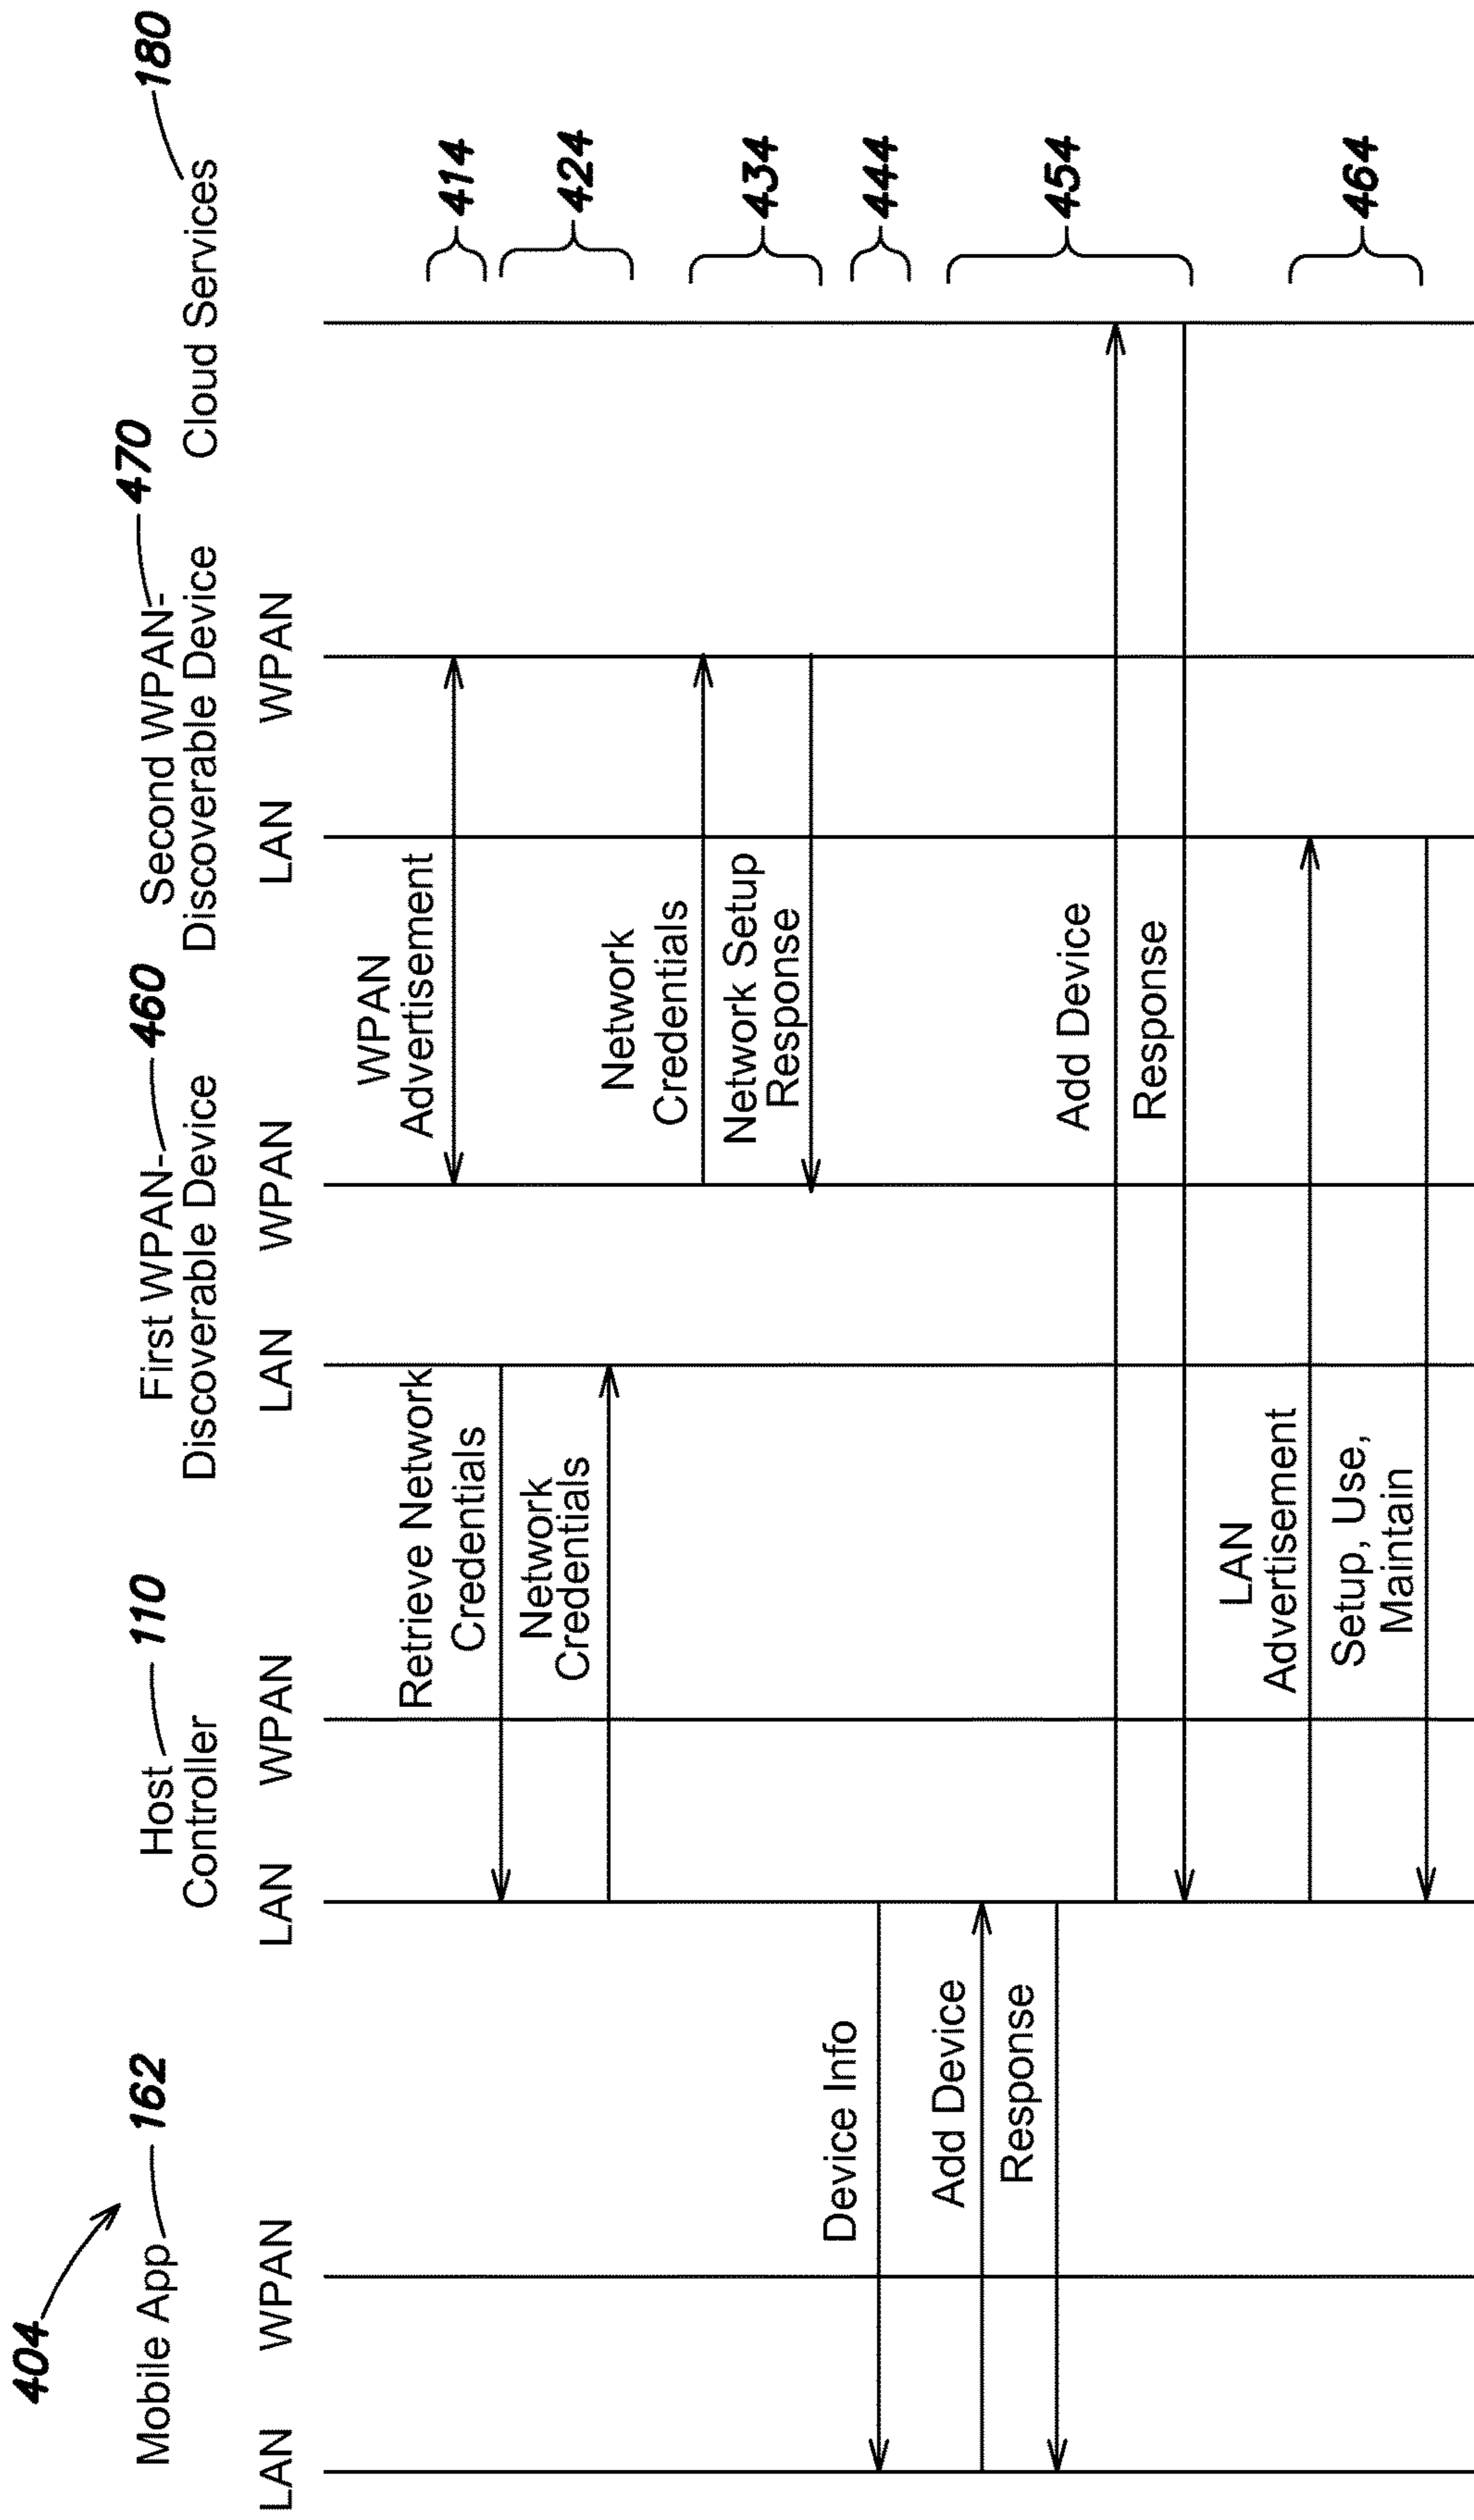 404
Mobile App
162
Host
Controller
110
First WPAN-
Discoverable Device
460
Second WPAN-
Discoverable Device
470
Cloud Services
180
LAN
WPAN
LAN
WPAN
LAN
WPAN
LAN
WPAN
WPAN
Advertisement
414
Retrieve Network
Credentials
Network
Credentials
424
Network
Credentials
Network Setup
Response
434
Device Info
444
Add Device
Response
Add Device
Response
454
LAN
Advertisement
Setup, Use,
Maintain
464